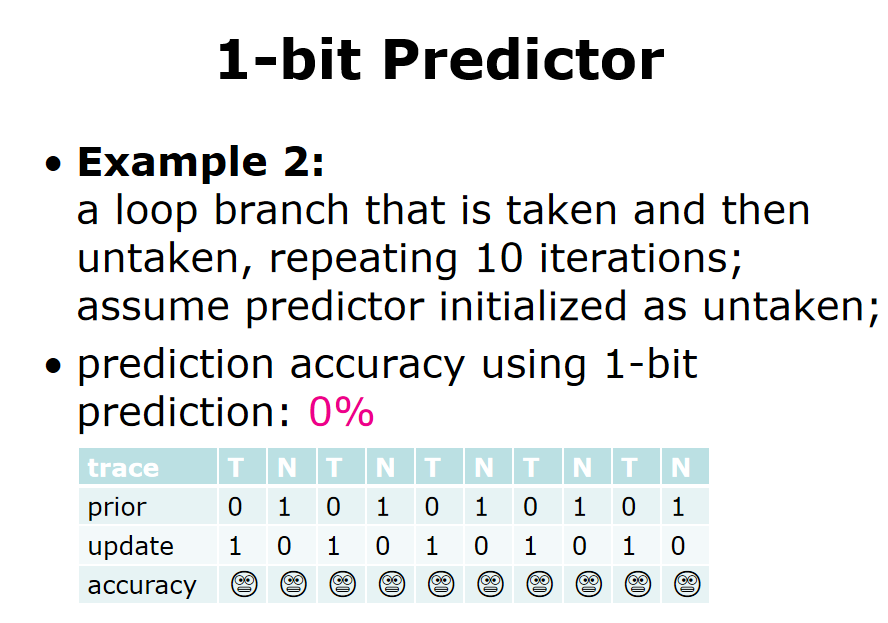 1-bit Predictor
• Example 2:
a loop branch that is taken and then
untaken, repeating 10 iterations;
assume predictor initialized as untaken;
• prediction accuracy using 1-bit
prediction: 0%
trace T N T N T N T N T N
prior 0 1 0 1 0 1 0 1 0 1
update 1 0 1 0 1 0 1 0 1 0
accuracy